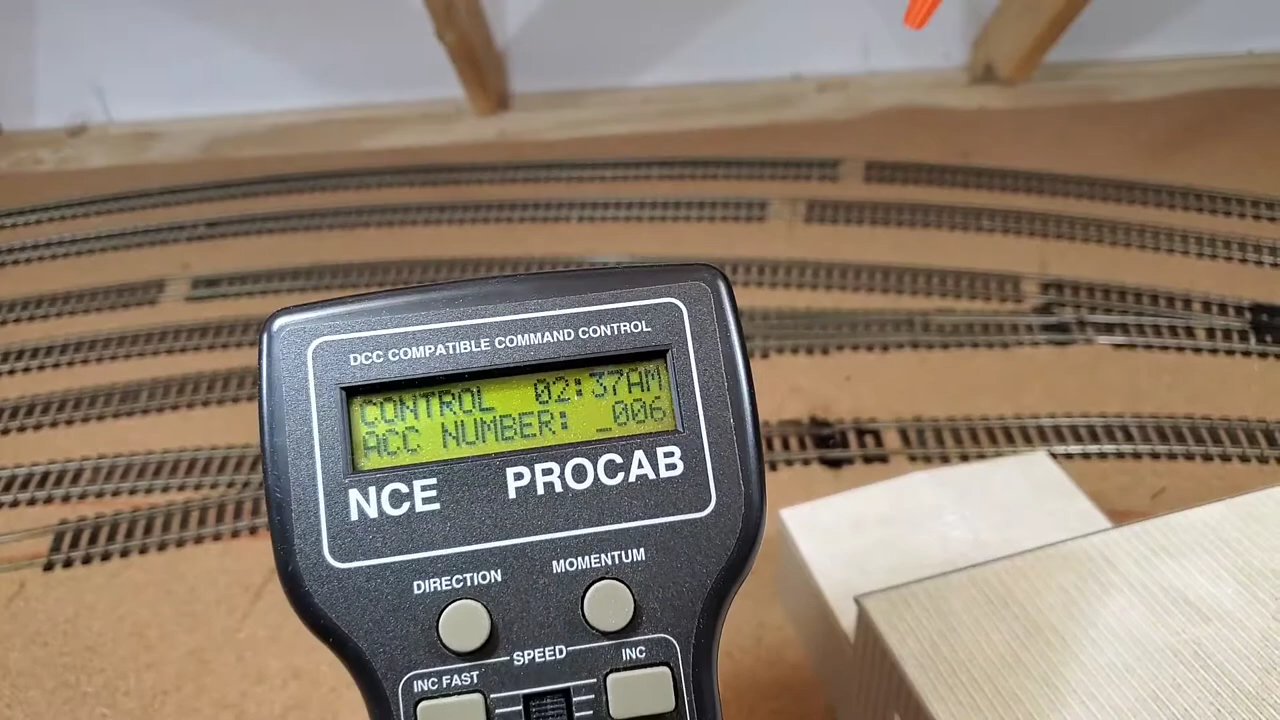 DCC COMPATIBLE COMMAND CONTROL
CONTROL 02:37AM
ACC NUMBER: _006
NCE PROCAB
DIRECTION
MOMENTUM
SPEED
INC FAST
INC